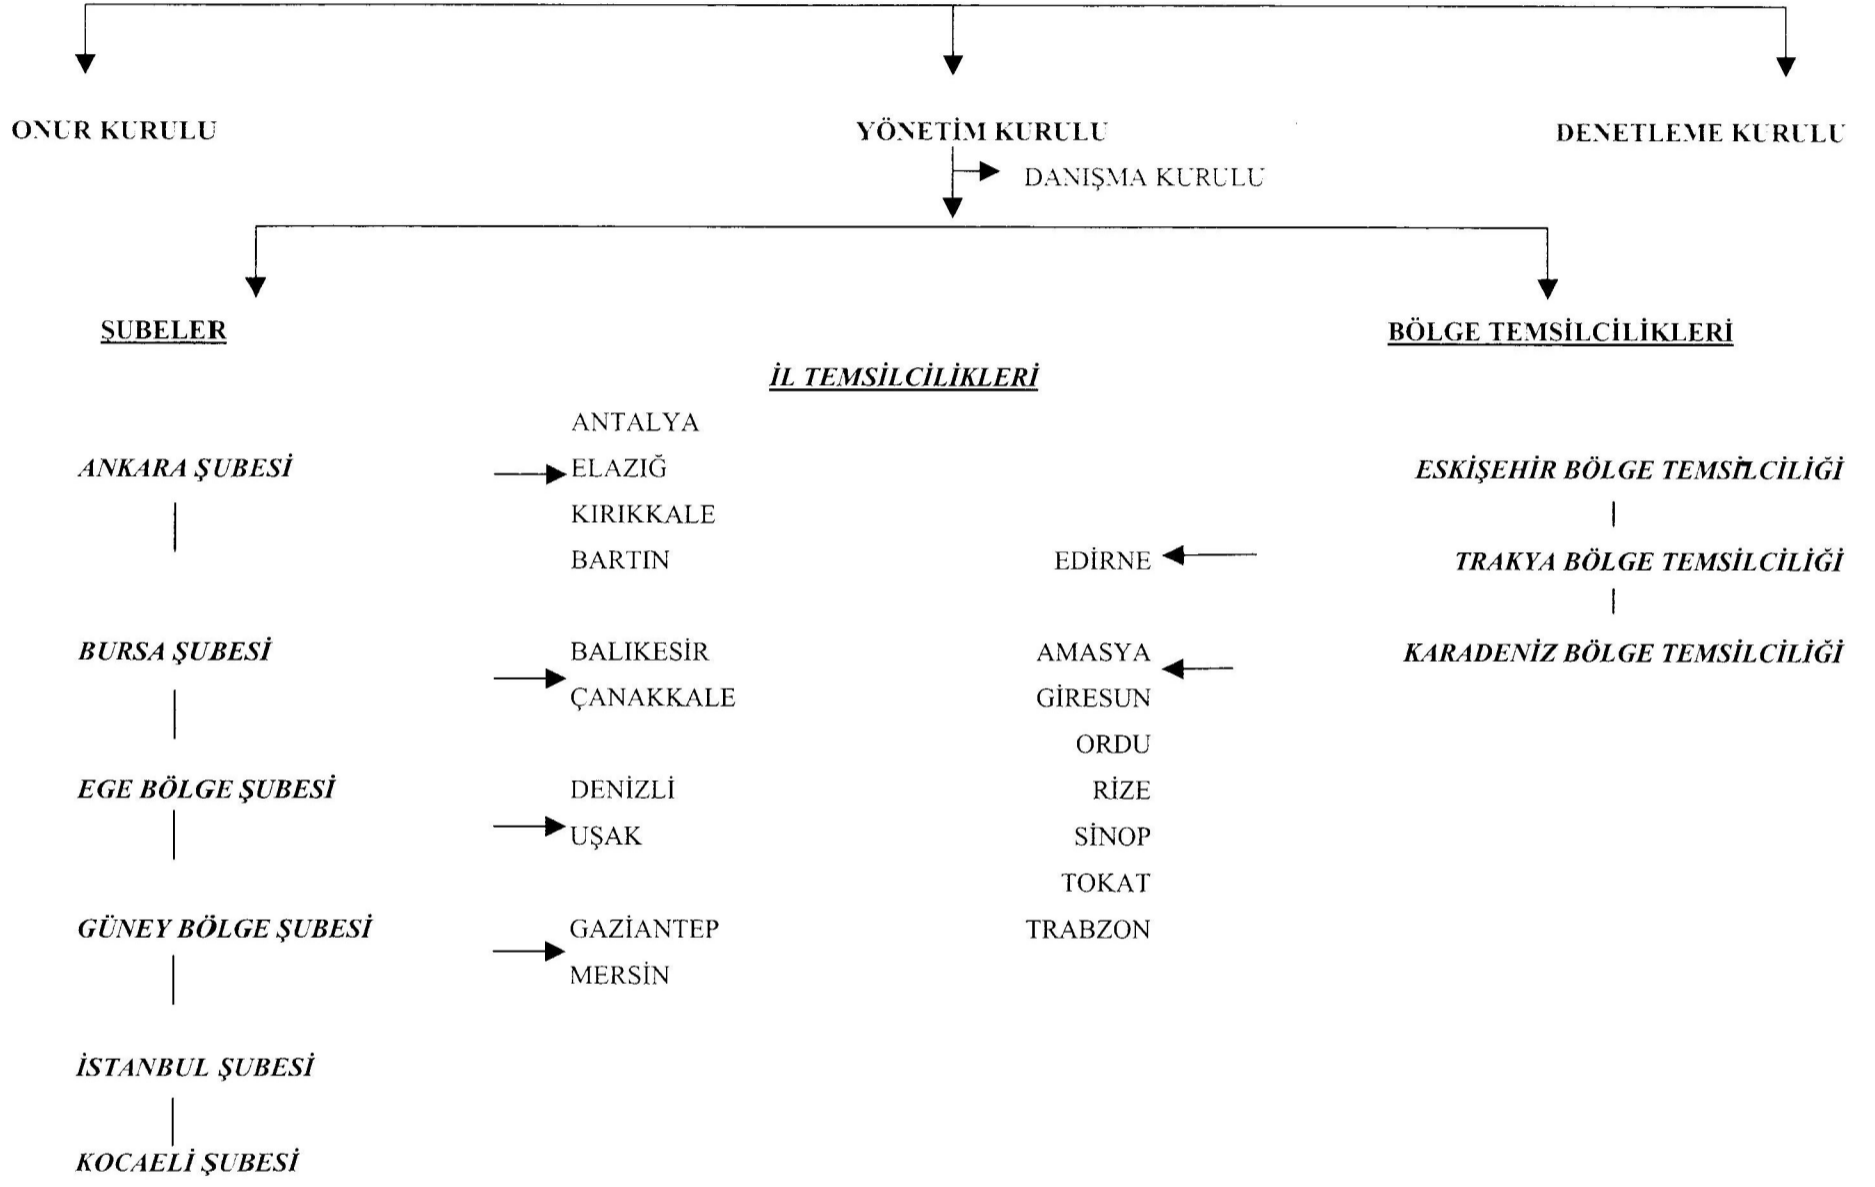 ONUR KURULU
YÖNETİM KURULU
DENETLEME KURULU
DANIŞMA KURULU
ŞUBELER
BÖLGE TEMSİLCİLİKLERİ
İL TEMSİLCİLİKLERİ
ANTALYA
ANKARA ŞUBESİ
ELAZIĞ
ESKİŞEHİR BÖLGE TEMSİLCİLİĞİ
KIRIKKALE
BARTIN
EDİRNE
TRAKYA BÖLGE TEMSİLCİLİĞİ
BURSA ŞUBESİ
BALIKESİR
AMASYA
KARADENİZ BÖLGE TEMSİLCİLİĞİ
ÇANAKKALE
GİRESUN
ORDU
EGE BÖLGE ŞUBESİ
DENİZLİ
RİZE
UŞAK
SİNOP
TOKAT
GÜNEY BÖLGE ŞUBESİ
GAZİANTEP
TRABZON
MERSİN
İSTANBUL ŞUBESİ
KOCAELİ ŞUBESİ